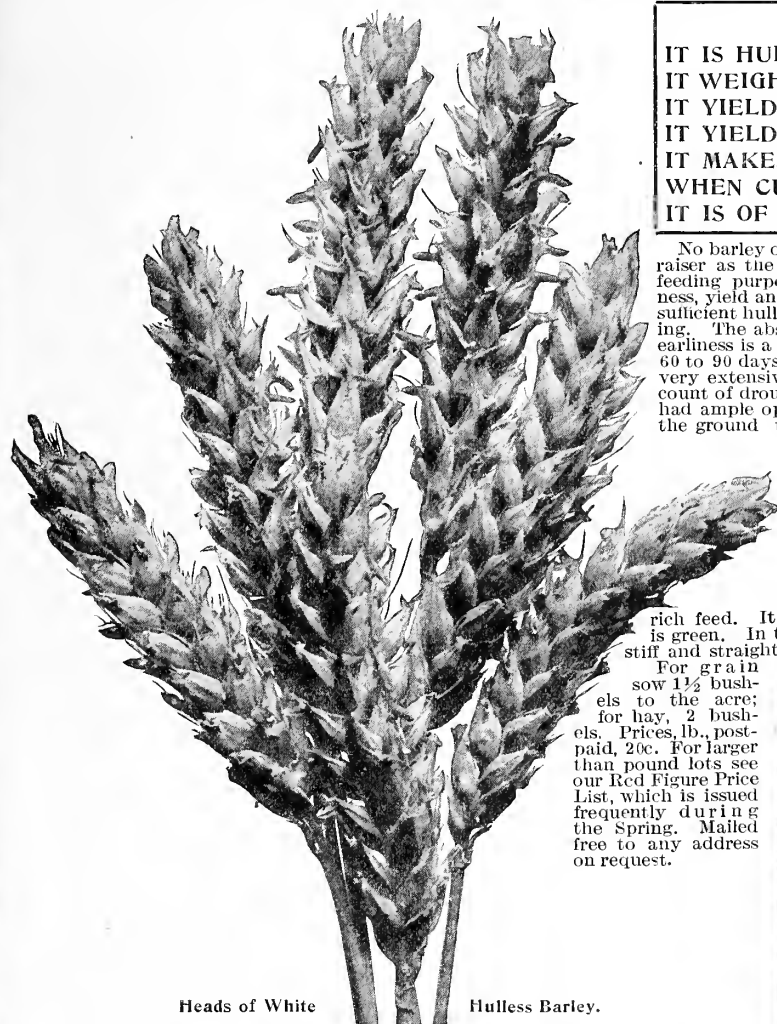 IT IS HUL
IT WEIGH
IT YIELD
IT YIELD
IT MAKE
WHEN CU
IT IS OF
No barley o
raiser as the
feeding purpo
ness, yield an
sufficient hull
ing. The abs
earliness is a
60 to 90 days
very extensiv
count of drou
had ample op
the ground
rich feed. It
is green. In t
stiff and straight
For grain
sow 1½ bush-
els to the acre;
for hay, 2 bush-
els. Prices, lb., post-
paid, 20c. For larger
than pound lots see
our Red Figure Price
List, which is issued
frequently during
the Spring. Mailed
free to any address
on request.
Heads of White Hulless Barley.